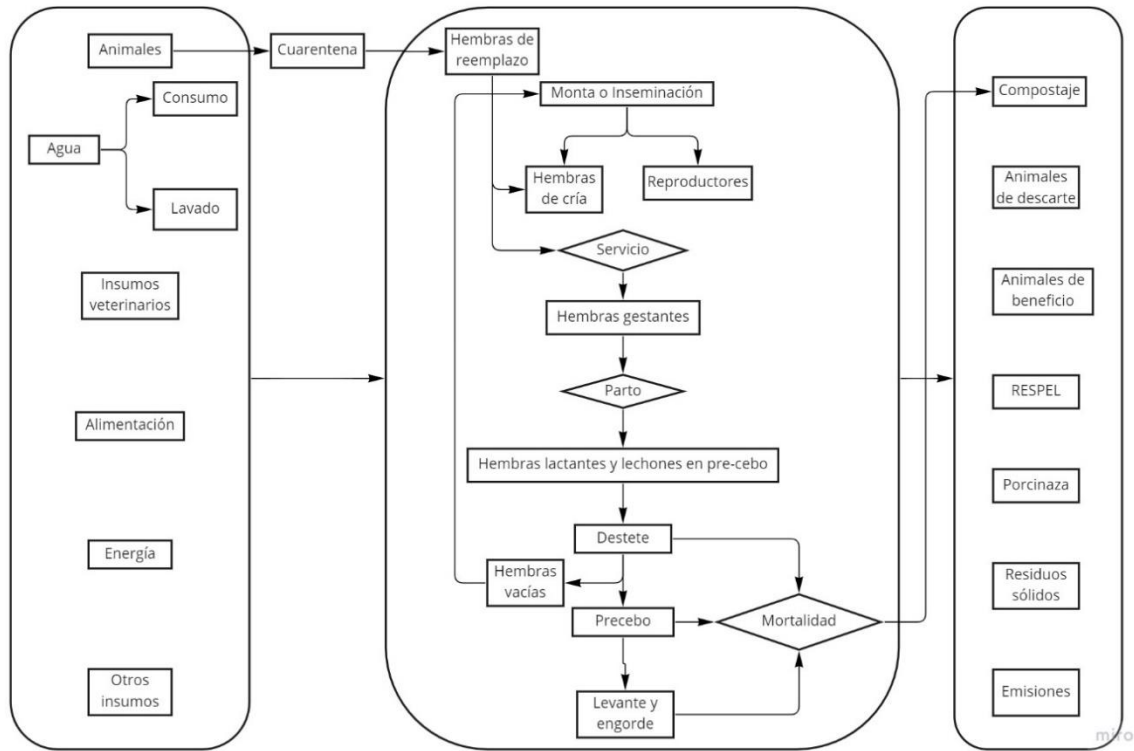 Animales
Consumo
Agua
Lavado
Insumos
veterinarios
Alimentación
Energía
Otros
insumos
Cuarentena
Hembras de
reemplazo
Monta o Inseminación
Hembras
de cría
Reproductores
Servicio
Hembras gestantes
Parto
Hembras lactantes y lechones en pre-cebo
Destete
Hembras
vacías
Precebo
Mortalidad
Levante y
engorde
Compostaje
Animales
de descarte
Animales de
beneficio
RESPEL
Porcinaza
Residuos
sólidos
Emisiones
miro